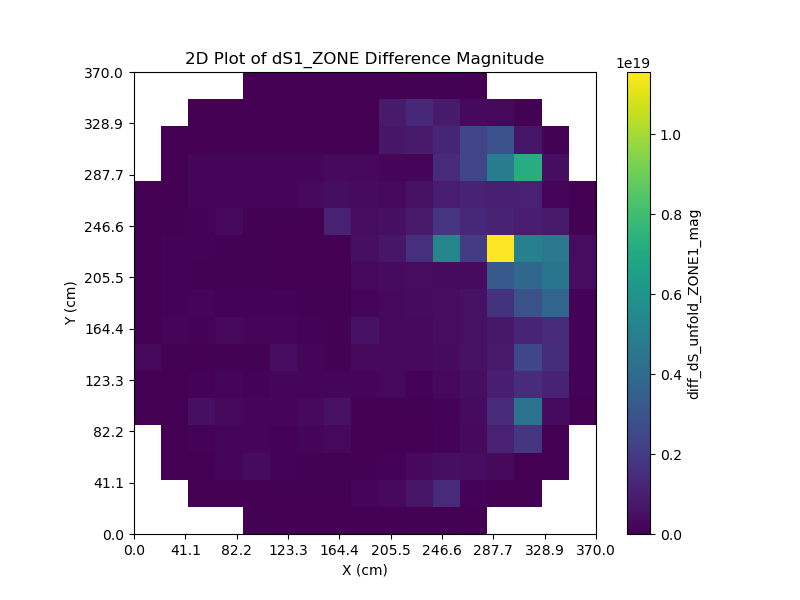 2D Plot of dS1_ZONE Difference Magnitude
1e19
370.0
328.9
287.7
246.6
205.5
164.4
123.3
82.2
41.1
0.0
Y (cm)
0.0 41.1 82.2 123.3 164.4 205.5 246.6 287.7 328.9 370.0
X (cm)
1.0
0.8
0.6
0.4
0.2
0.0
diff_dS_unfold_ZONE1_mag